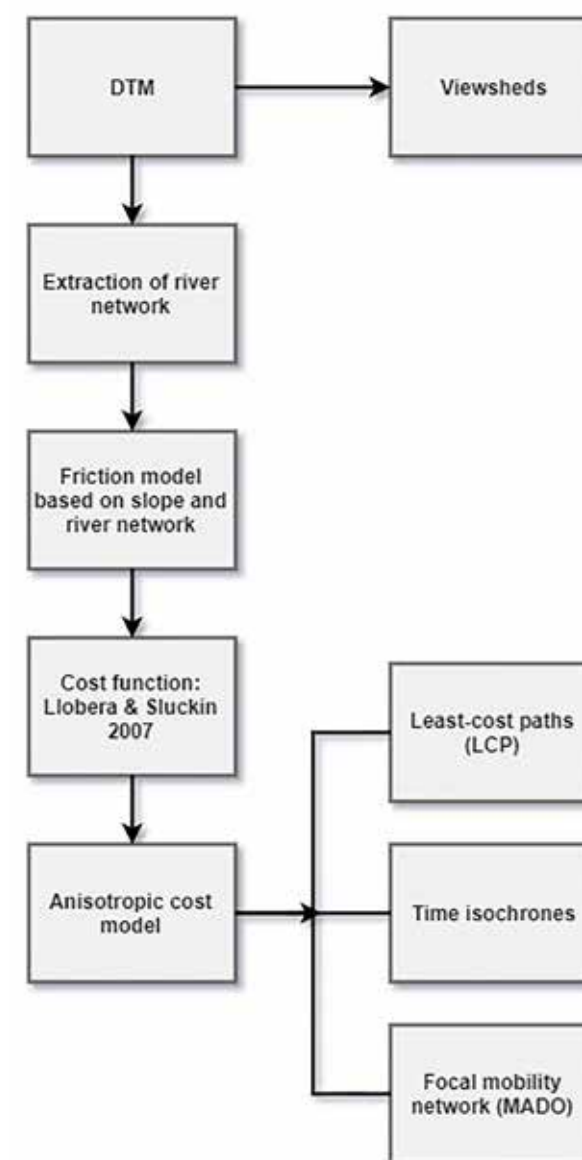 DTM
Viewsheds
Extraction of river
network
Friction model
based on slope and
river network
Cost function:
Llobera & Sluckin
2007
Anisotropic cost
model
Least-cost paths
(LCP)
Time isochrones
Focal mobility
network (MADO)